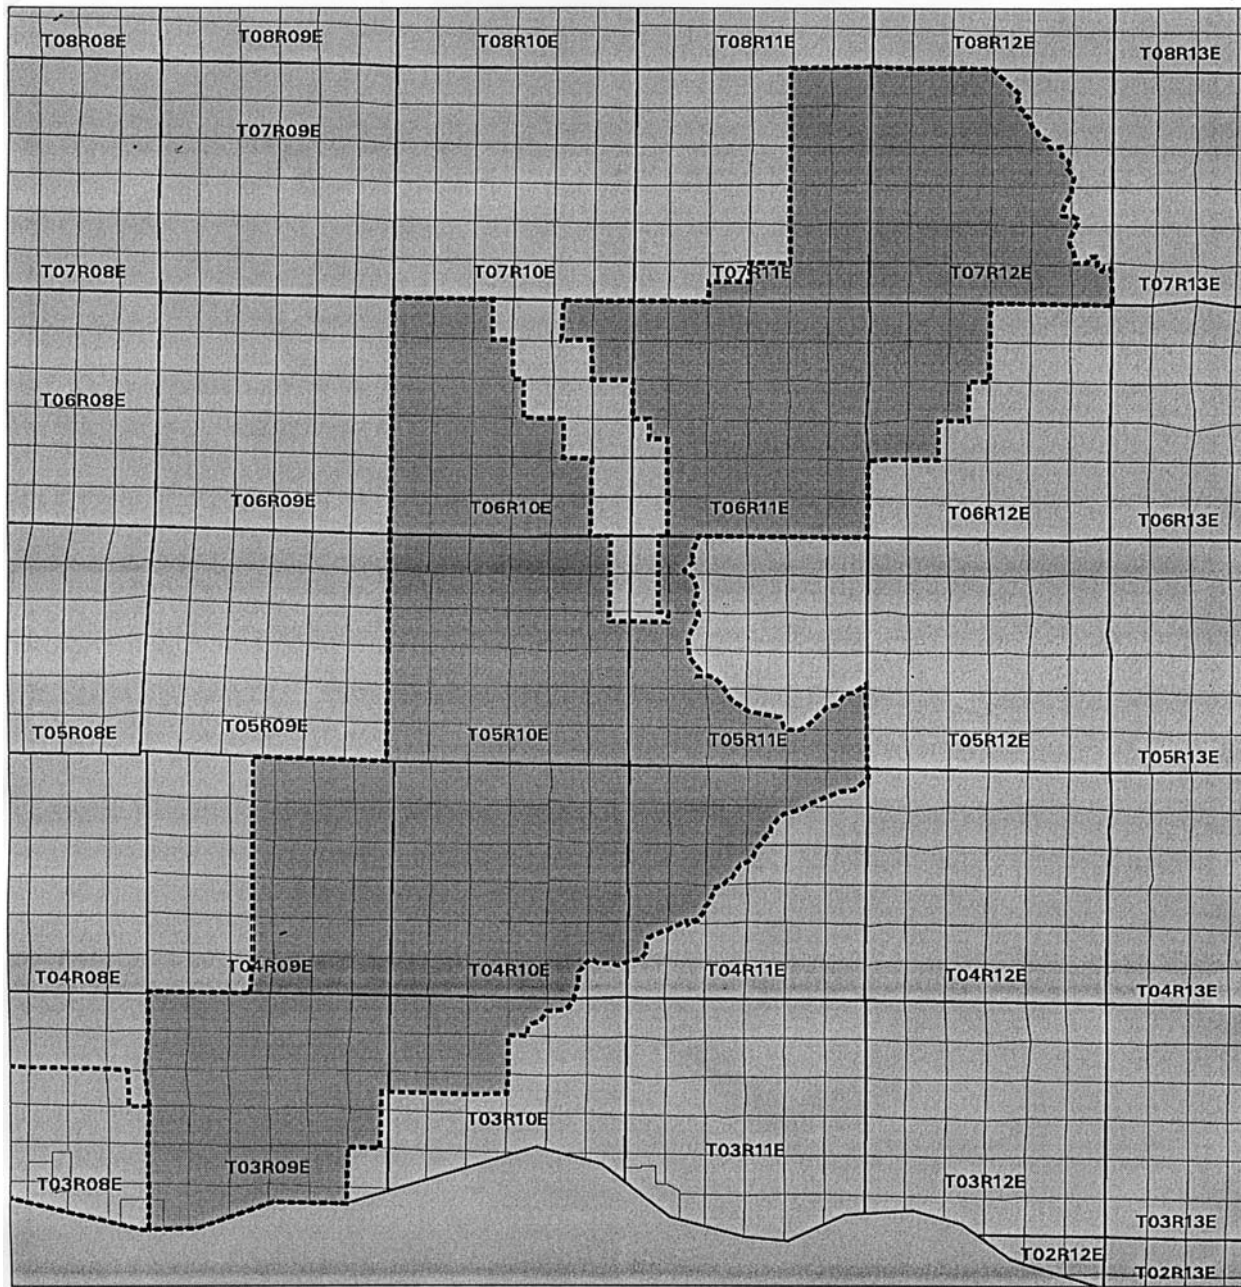 T08R08E T08R09E T08R10E T08R11E T08R12E T08R13E
T07R09E
T07R08E T07R10E T07R11E T07R12E T07R13E
T06R08E
T06R09E T06R10E T06R11E T06R12E T06R13E
T05R08E T05R09E T05R10E T05R11E T05R12E T05R13E
T04R08E T04R09E T04R10E T04R11E T04R12E T04R13E
T03R10E T03R11E
T03R08E T03R09E T03R12E
T03R13E
T02R12E
T02R13E